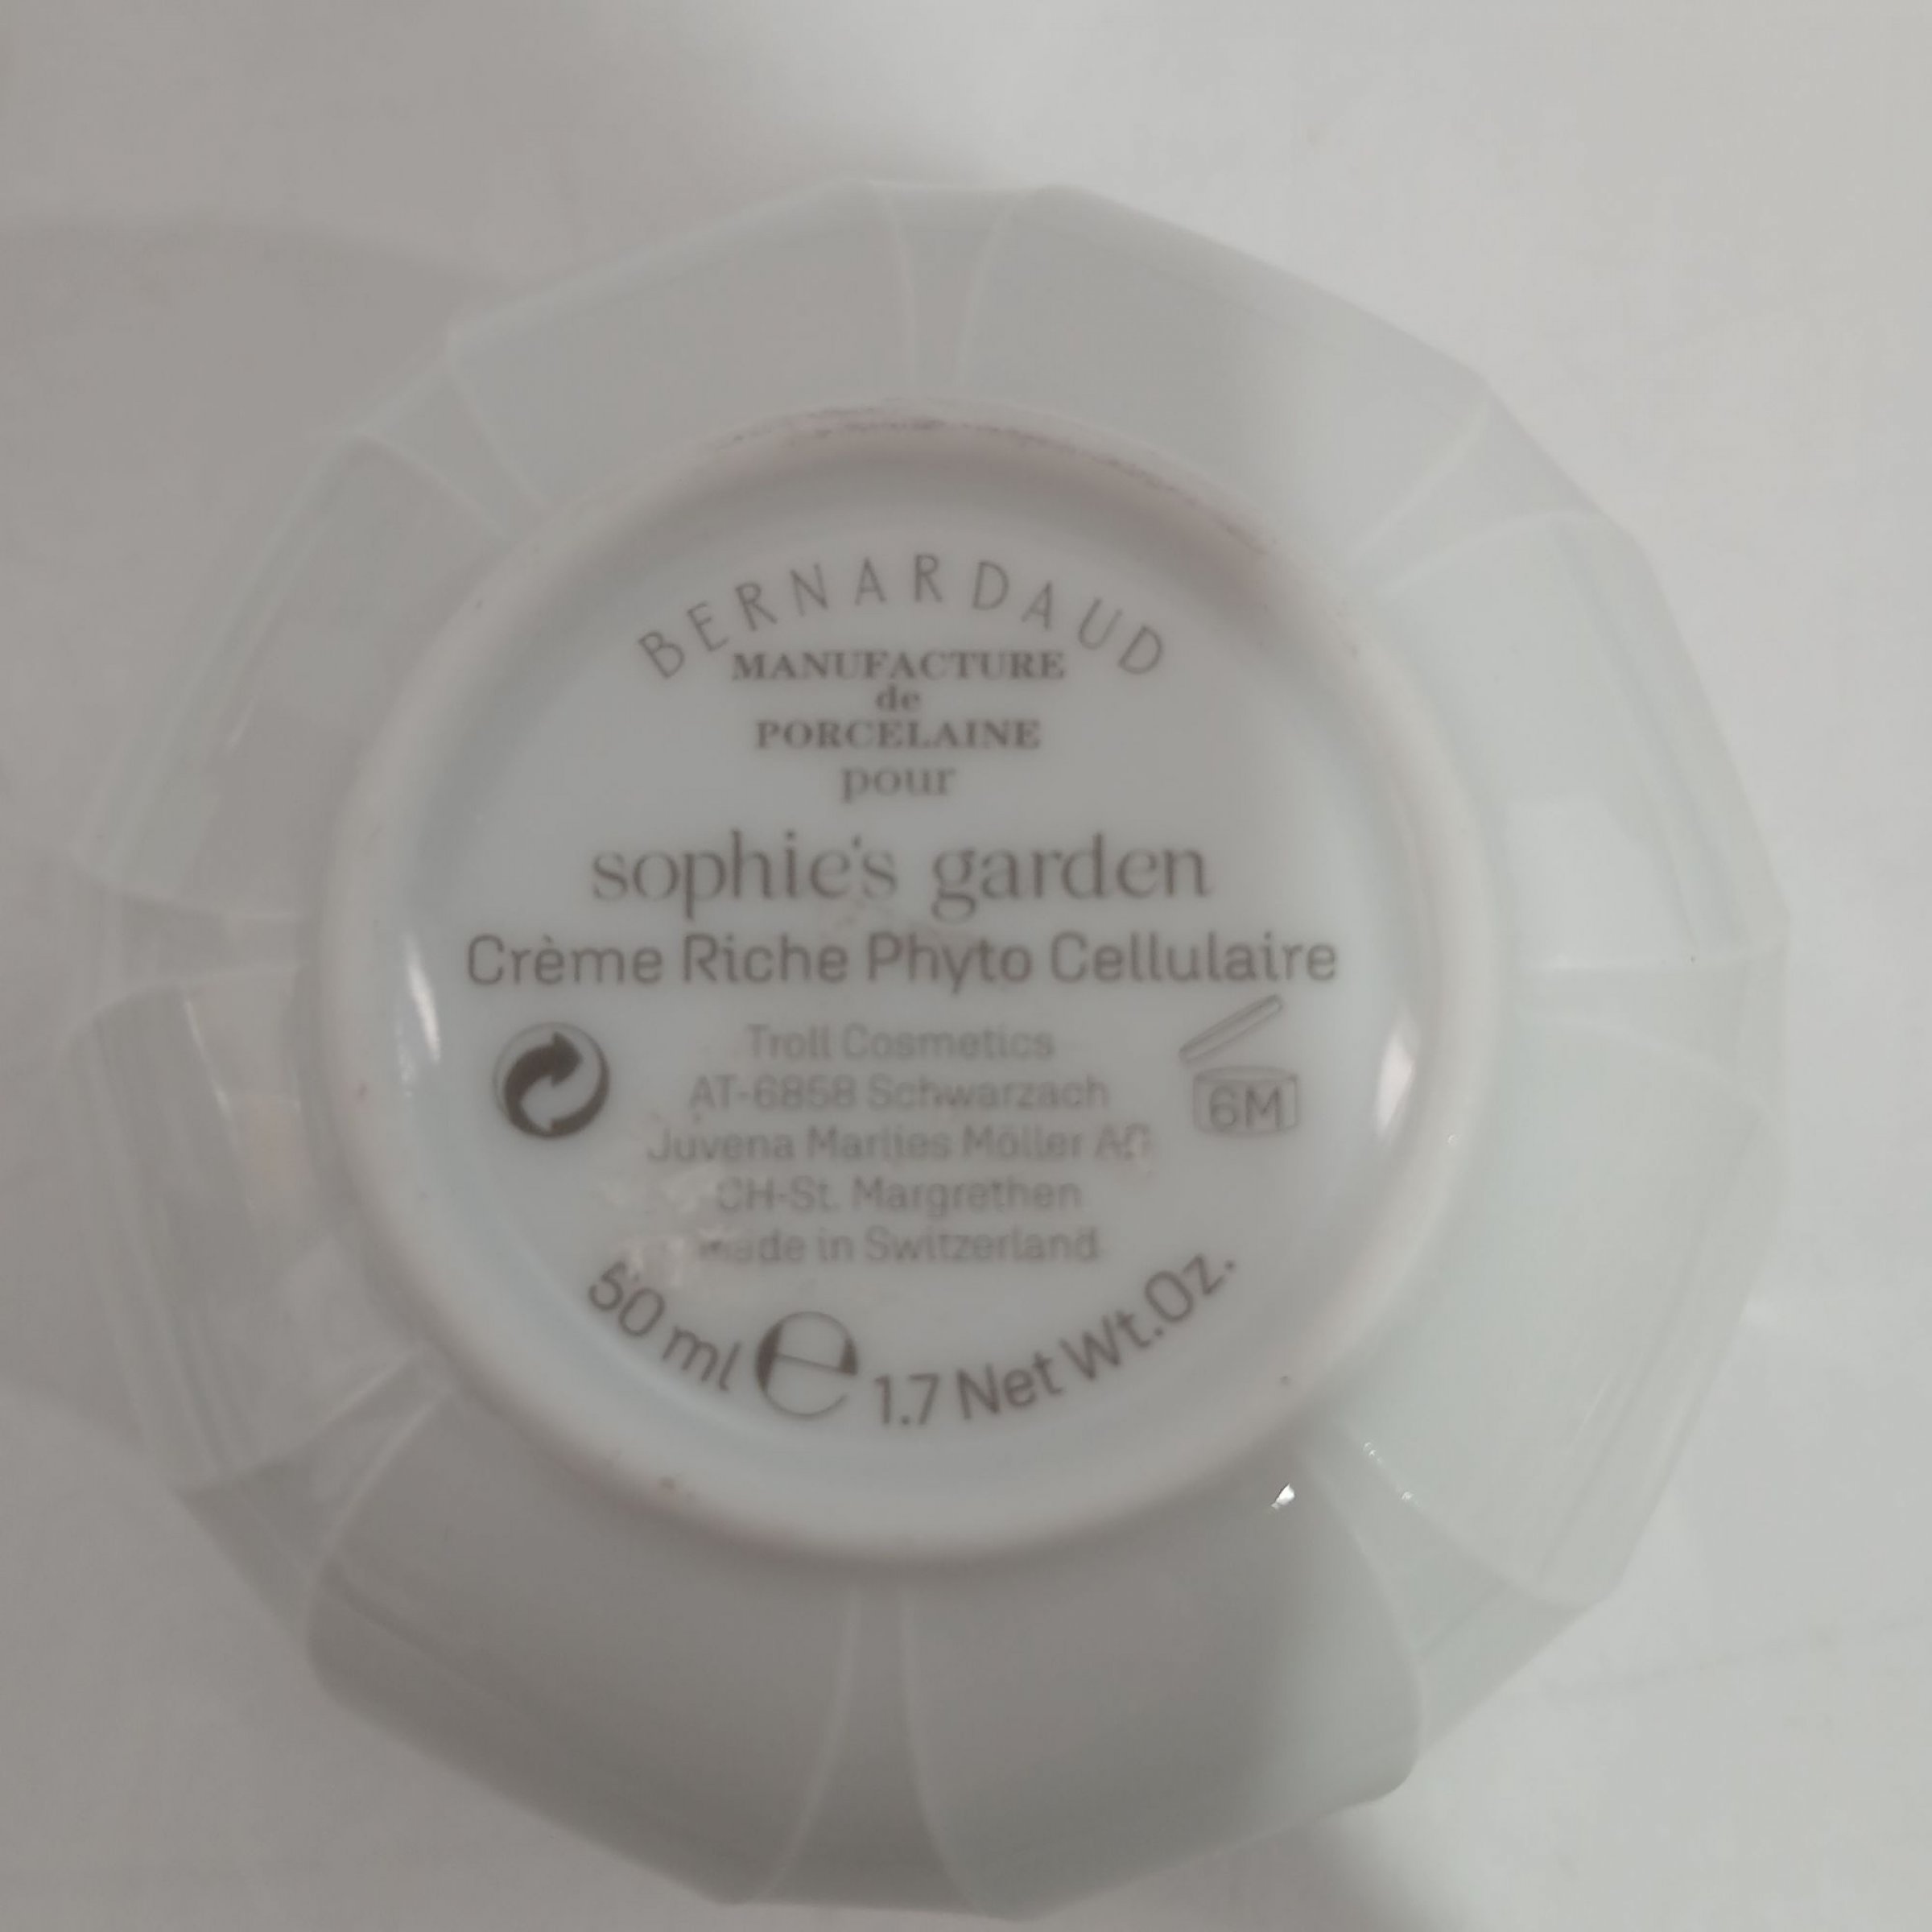 BERNARDAUD
MANUFACTURE
de
PORCELAINE
pour
sophie's garden
Crème Riche Phyto Cellulaire
Troll Cosmetics
AT-6858 Schwarzach
6M
Juvena Marlies Möller AG
CH-St. Margrethen
Made in Switzerland
50 ml e 1.7 Net Wt.Oz.